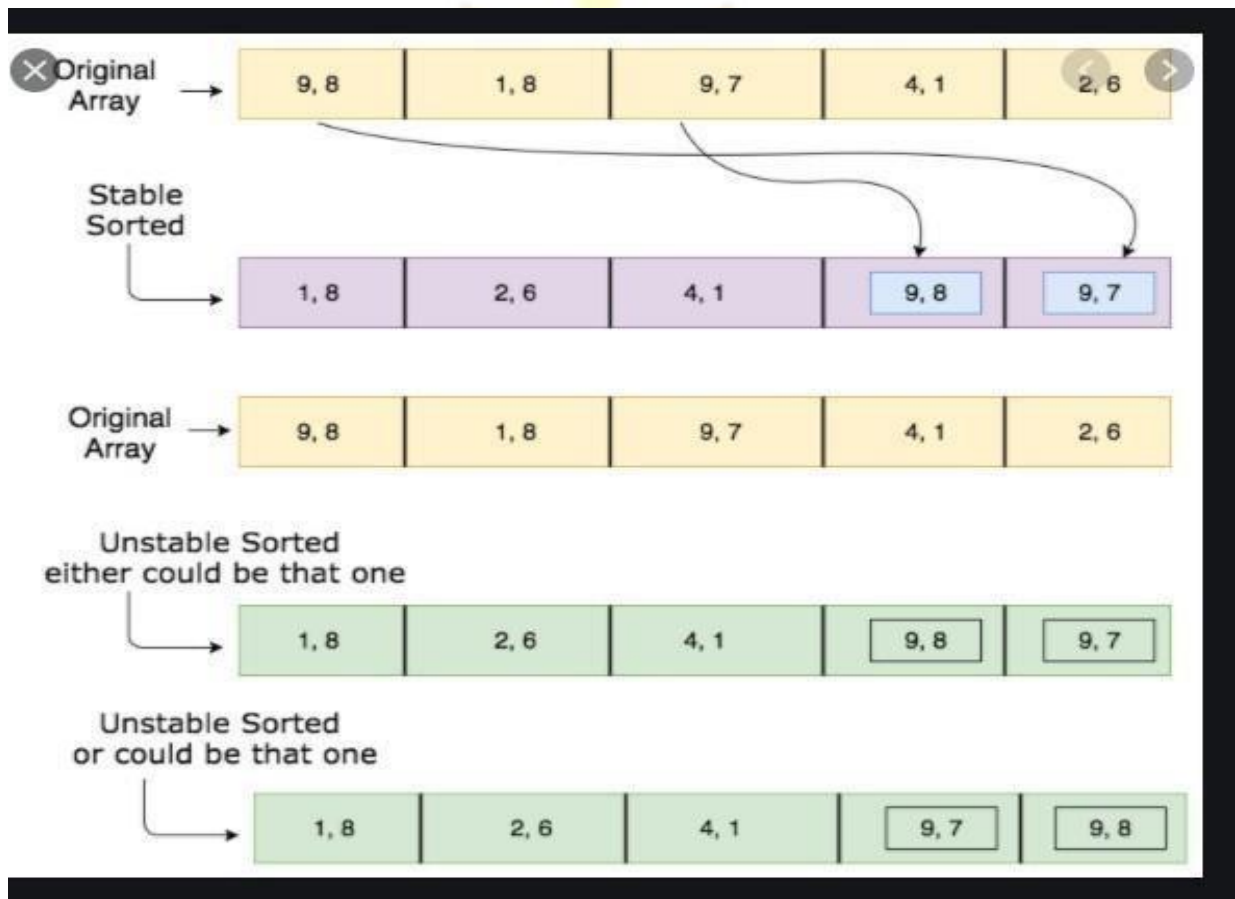 Original
Array
9, 8
1, 8
9, 7
4, 1
2, 6
Stable
Sorted
1, 8
2, 6
4, 1
9, 8
9, 7
Original
Array
9, 8
1, 8
9, 7
4, 1
2, 6
Unstable Sorted
either could be that one
1, 8
2, 6
4, 1
9, 8
9, 7
Unstable Sorted
or could be that one
1, 8
2, 6
4, 1
9, 7
9, 8